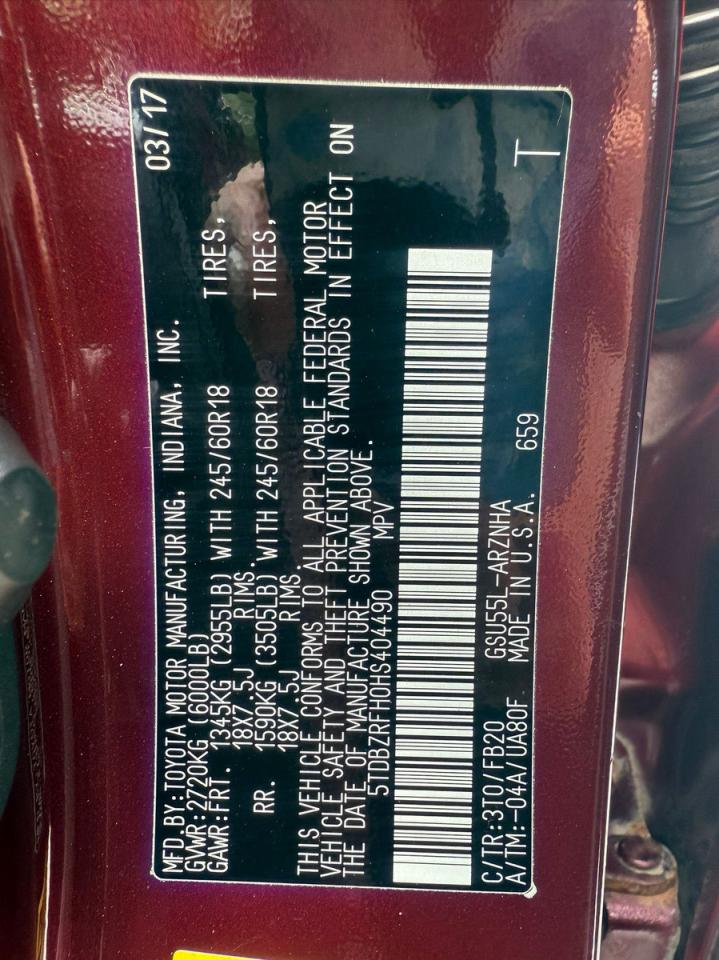 MFD.BY:TOYOTA MOTOR MANUFACTURING, INDIANA, INC. 03/17
GVWR:2720KG (6000LB)
GAWR:FRT. 1345KG (2955LB) WITH 245/60R18 TIRES,
18X7.5J RIMS.
RR. 1590KG (3505LB) WITH 245/60R18 TIRES,
18X7.5J RIMS
THIS VEHICLE CONFORMS TO ALL APPLICABLE FEDERAL MOTOR
VEHICLE SAFETY AND THEFT PREVENTION STANDARDS IN EFFECT ON
THE DATE OF MANUFACTURE SHOWN ABOVE.
5TDBZRFH0HS404490 MPV
C/TR:3T0/FB20 GSU55L-ARZNHA T
A/TM:-04A/UA80F MADE IN U.S.A. 659